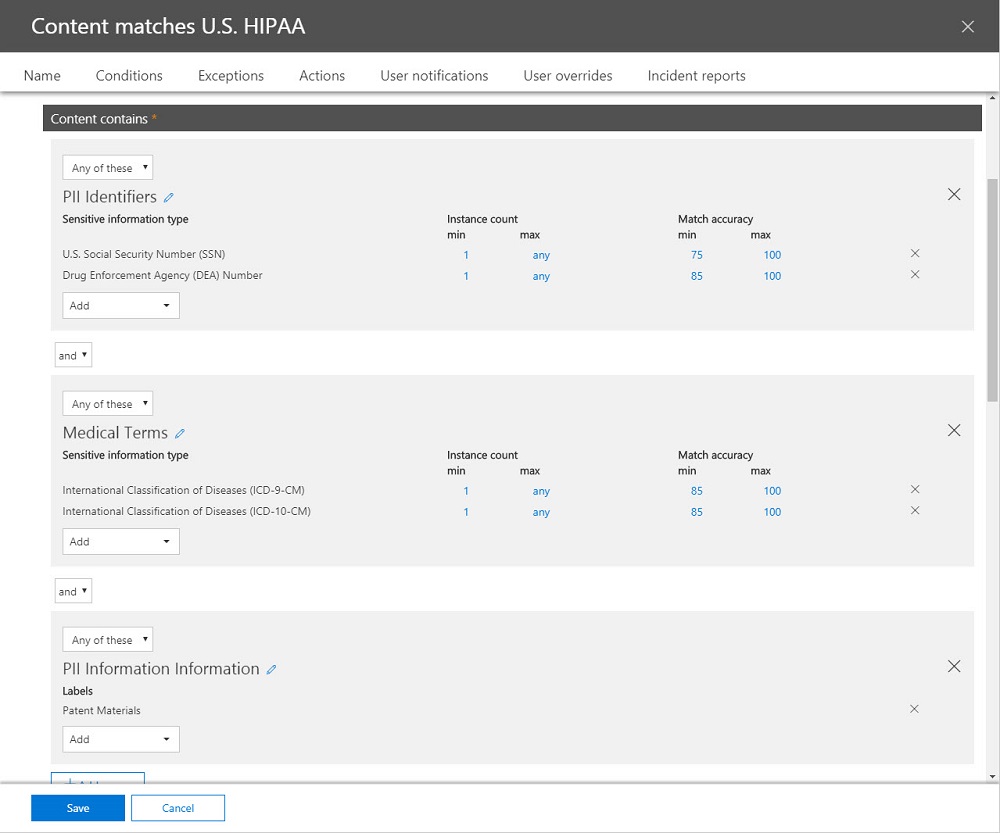 Content matches U.S. HIPAA
Name Conditions Exceptions Actions User notifications User overrides Incident reports
Content contains *
Any of these
PII Identifiers
Sensitive information type Instance count Match accuracy
min max min max
U.S. Social Security Number (SSN) 1 any 75 100
Drug Enforcement Agency (DEA) Number 1 any 85 100
Add
and
Any of these
Medical Terms
Sensitive information type Instance count Match accuracy
min max min max
International Classification of Diseases (ICD-9-CM) 1 any 85 100
International Classification of Diseases (ICD-10-CM) 1 any 85 100
Add
and
Any of these
PII Information Information
Labels
Patent Materials
Add
Save Cancel